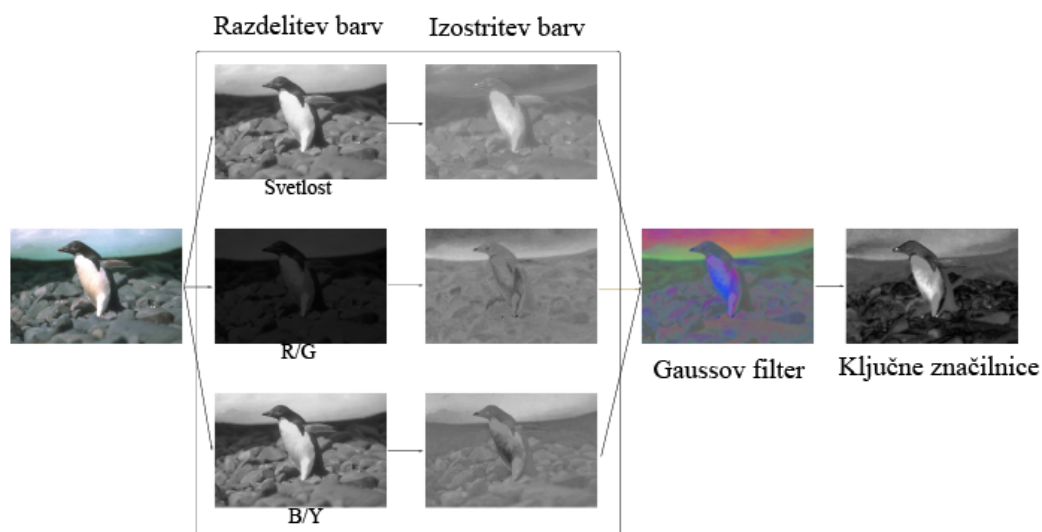 Razdelitev barv
Izostritev barv
Svetlost
R/G
Gaussov filter
Ključne značilnice
B/Y